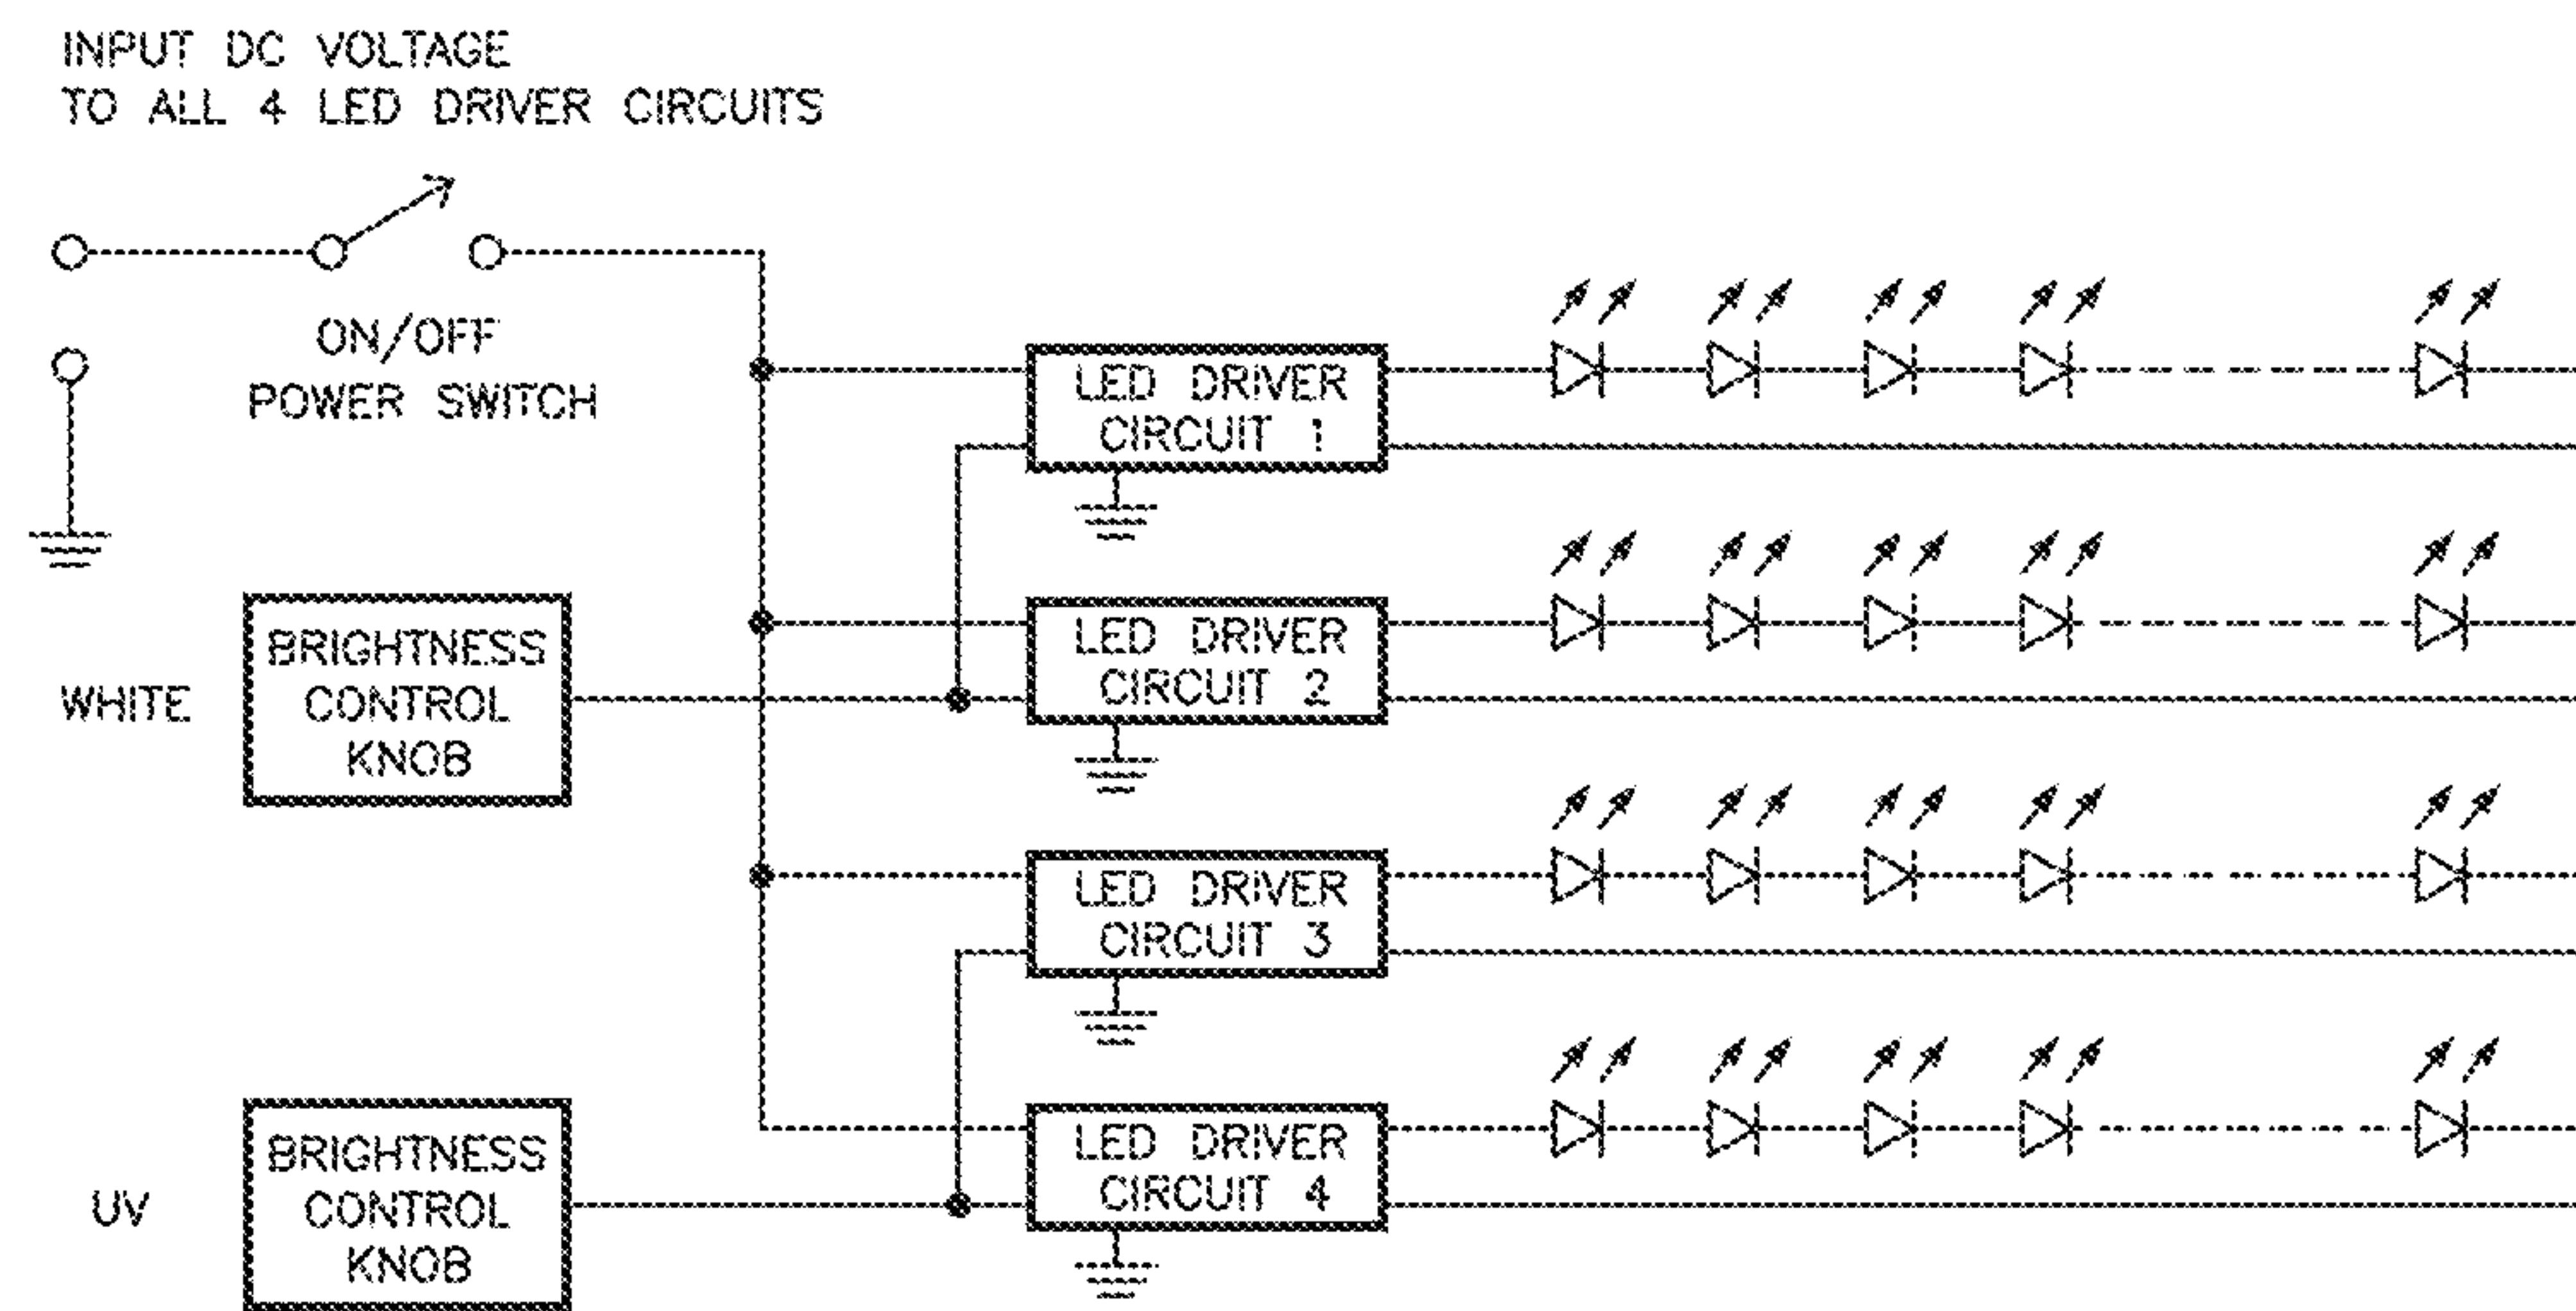 INPUT DC VOLTAGE
TO ALL 4 LED DRIVER CIRCUITS
ON/OFF
POWER SWITCH
LED DRIVER
CIRCUIT 1
LED DRIVER
CIRCUIT 2
WHITE
BRIGHTNESS
CONTROL
KNOB
LED DRIVER
CIRCUIT 3
LED DRIVER
CIRCUIT 4
UV
BRIGHTNESS
CONTROL
KNOB